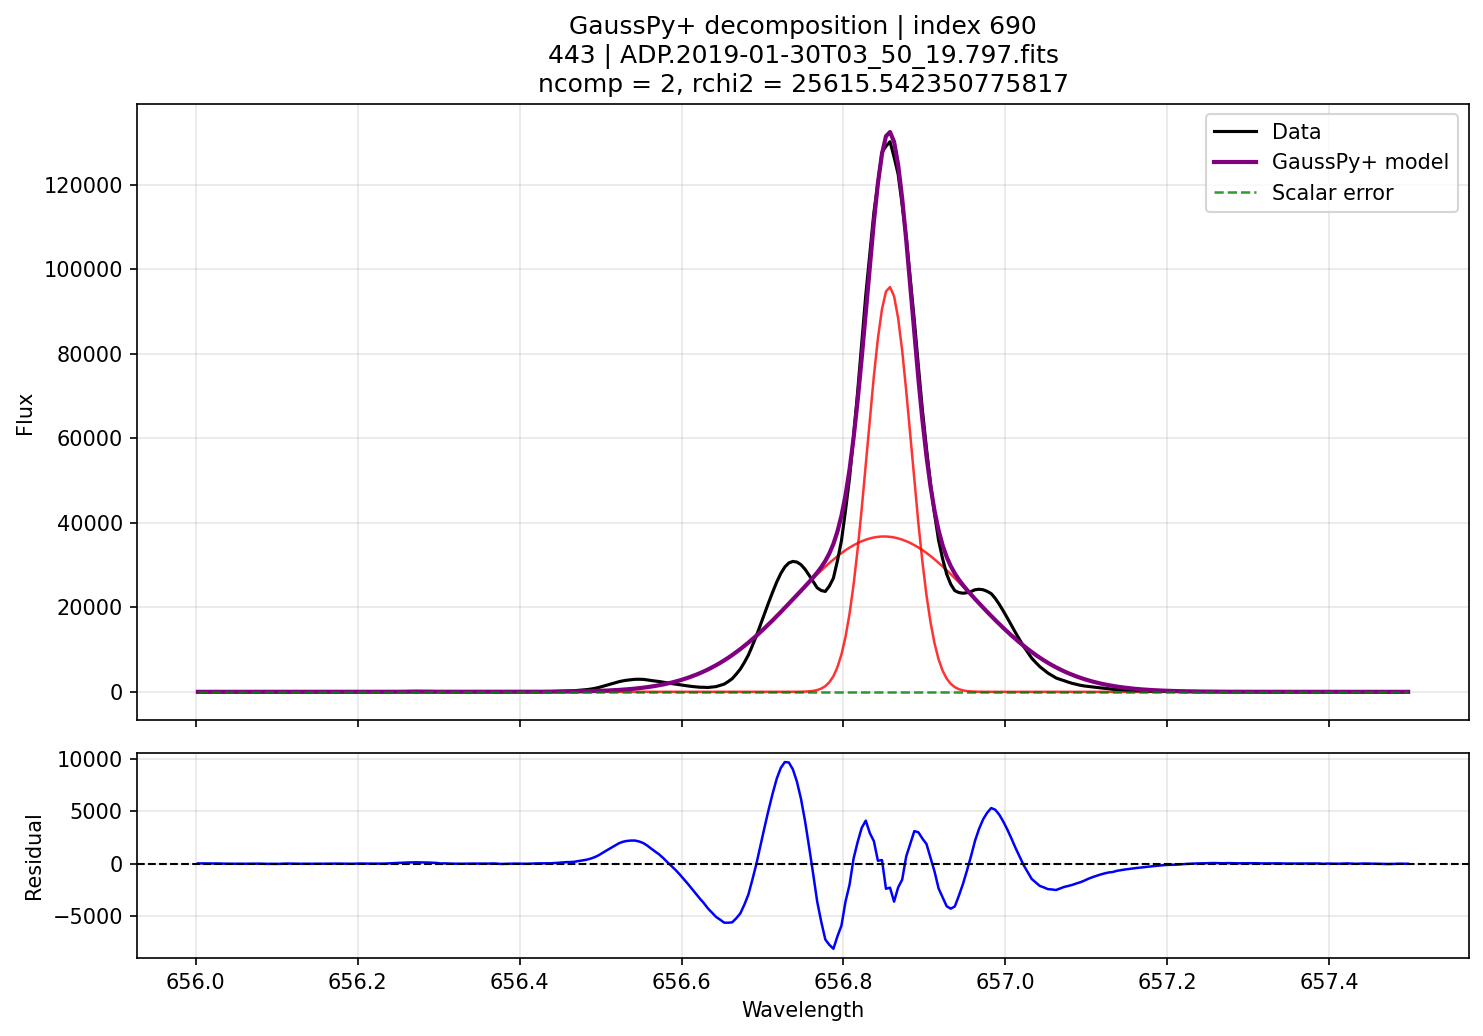 GaussPy+ decomposition | index 690
443 | ADP.2019-01-30T03_50_19.797.fits
ncomp = 2, rchi2 = 25615.542350775817
Data
GaussPy+ model
Scalar error
Flux
120000
100000
80000
60000
40000
20000
0
Residual
10000
5000
0
−5000
656.0
656.2
656.4
656.6
656.8
657.0
657.2
657.4
Wavelength